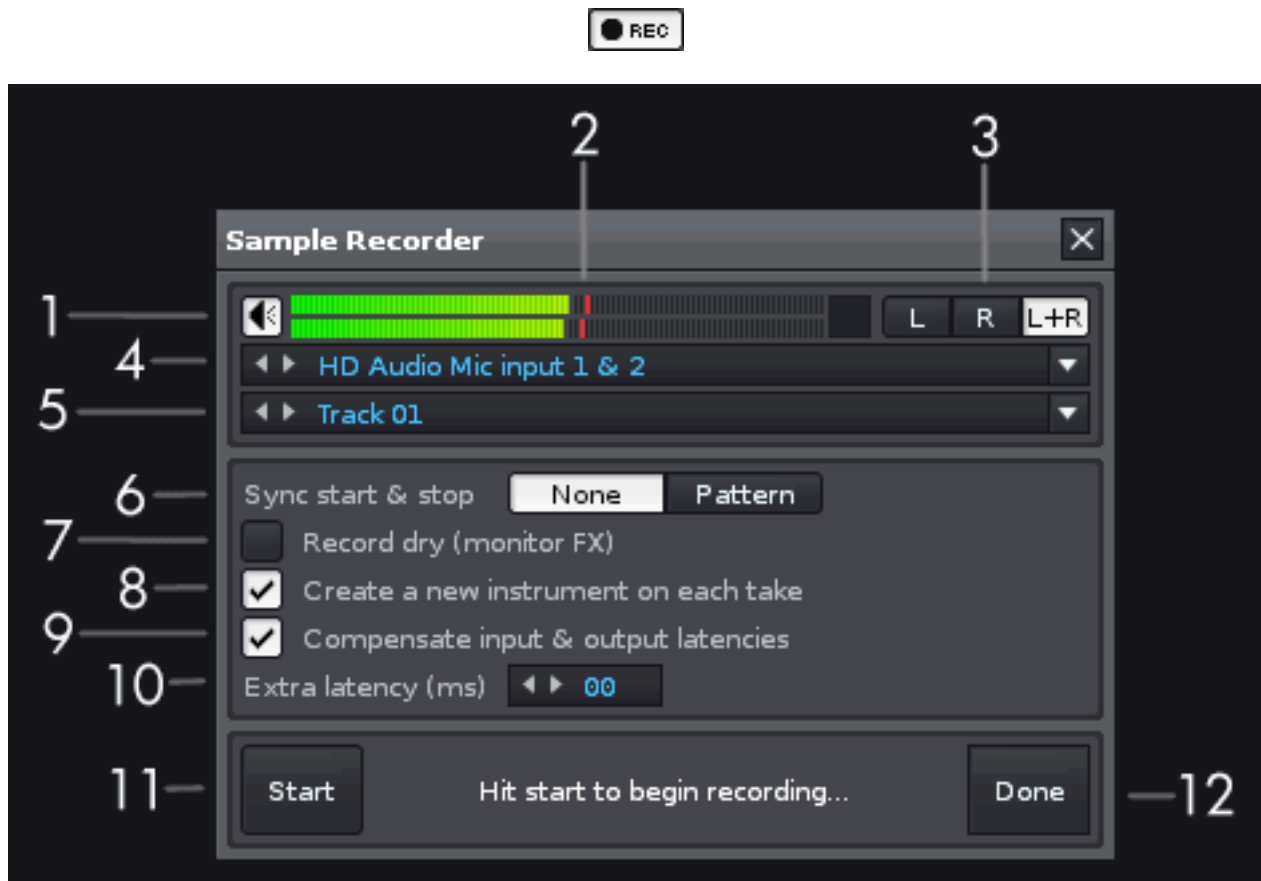 REC
2
3
Sample Recorder
1
L R L+R
4
HD Audio Mic input 1 & 2
5
Track 01
6
Sync start & stop None Pattern
7
Record dry (monitor FX)
8
Create a new instrument on each take
9
Compensate input & output latencies
10
Extra latency (ms) 00
11
Start Hit start to begin recording... Done
12